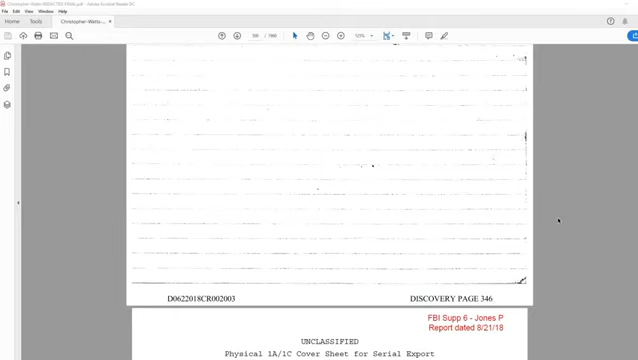 Christopher-Watts-REDACTED-FINAL.pdf - Adobe Acrobat Reader DC
File Edit View Window Help
Home Tools Christopher-Watts-... ×
125%
D0622018CR002003 DISCOVERY PAGE 346
FBI Supp 6 - Jones P
Report dated 8/21/18
UNCLASSIFIED
Physical 1A/1C Cover Sheet for Serial Export